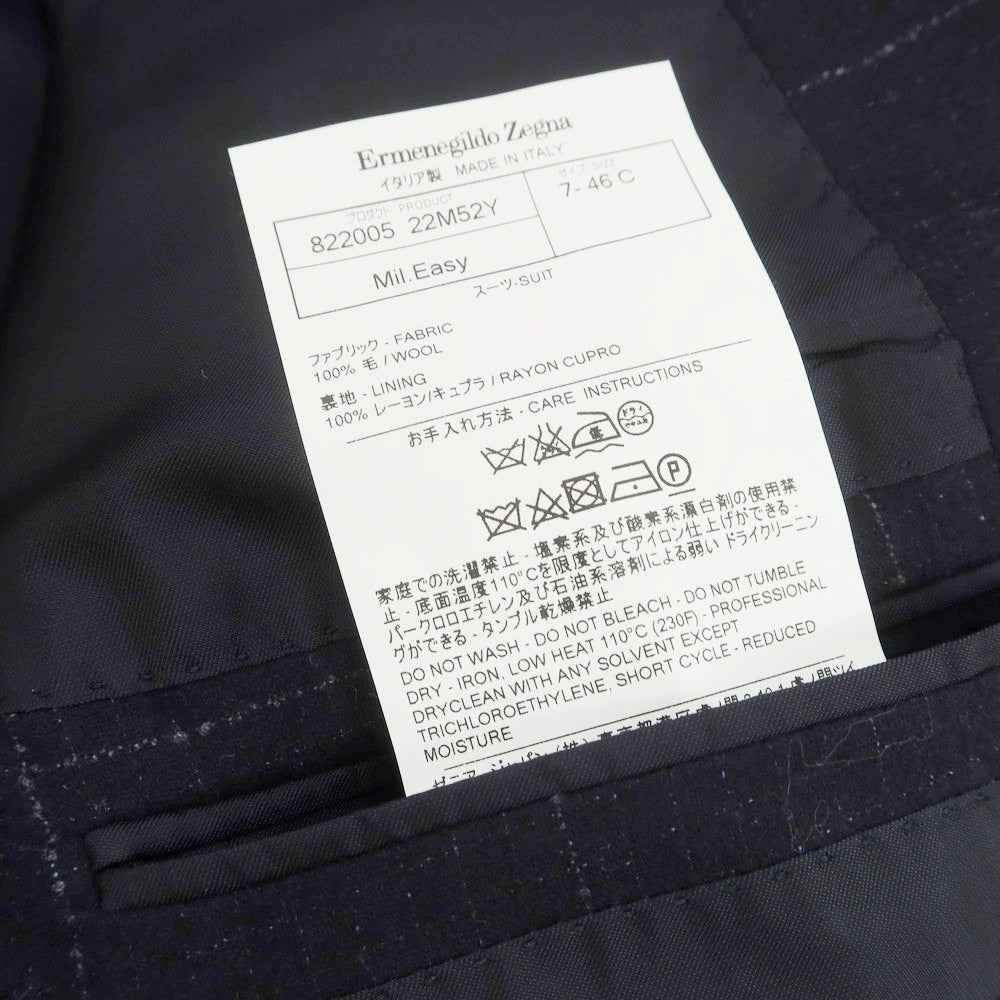 Ermenegildo Zegna
イタリア製 MADE IN ITALY
プロダクト PRODUCT
822005 22M52Y
サイズ SIZE
7- 46 C
Mil.Easy
スーツ-SUIT
ファブリック - FABRIC
100% 毛 / WOOL
裏地 - LINING
100% レーヨン/キュプラ / RAYON CUPRO
お手入れ方法 - CARE INSTRUCTIONS
低
ドライ
P
家庭での洗濯禁止 - 塩素系及び酸素系漂白剤の使用禁
止 - 底面温度110°Cを限度としてアイロン仕上げができる -
パークロロエチレン及び石油系溶剤による弱い ドライクリーニン
グができる - タンブル乾燥禁止
DO NOT WASH - DO NOT BLEACH - DO NOT TUMBLE
DRY - IRON, LOW HEAT 110°C (230F) - PROFESSIONAL
DRYCLEAN WITH ANY SOLVENT EXCEPT
TRICHLOROETHYLENE, SHORT CYCLE - REDUCED
MOISTURE